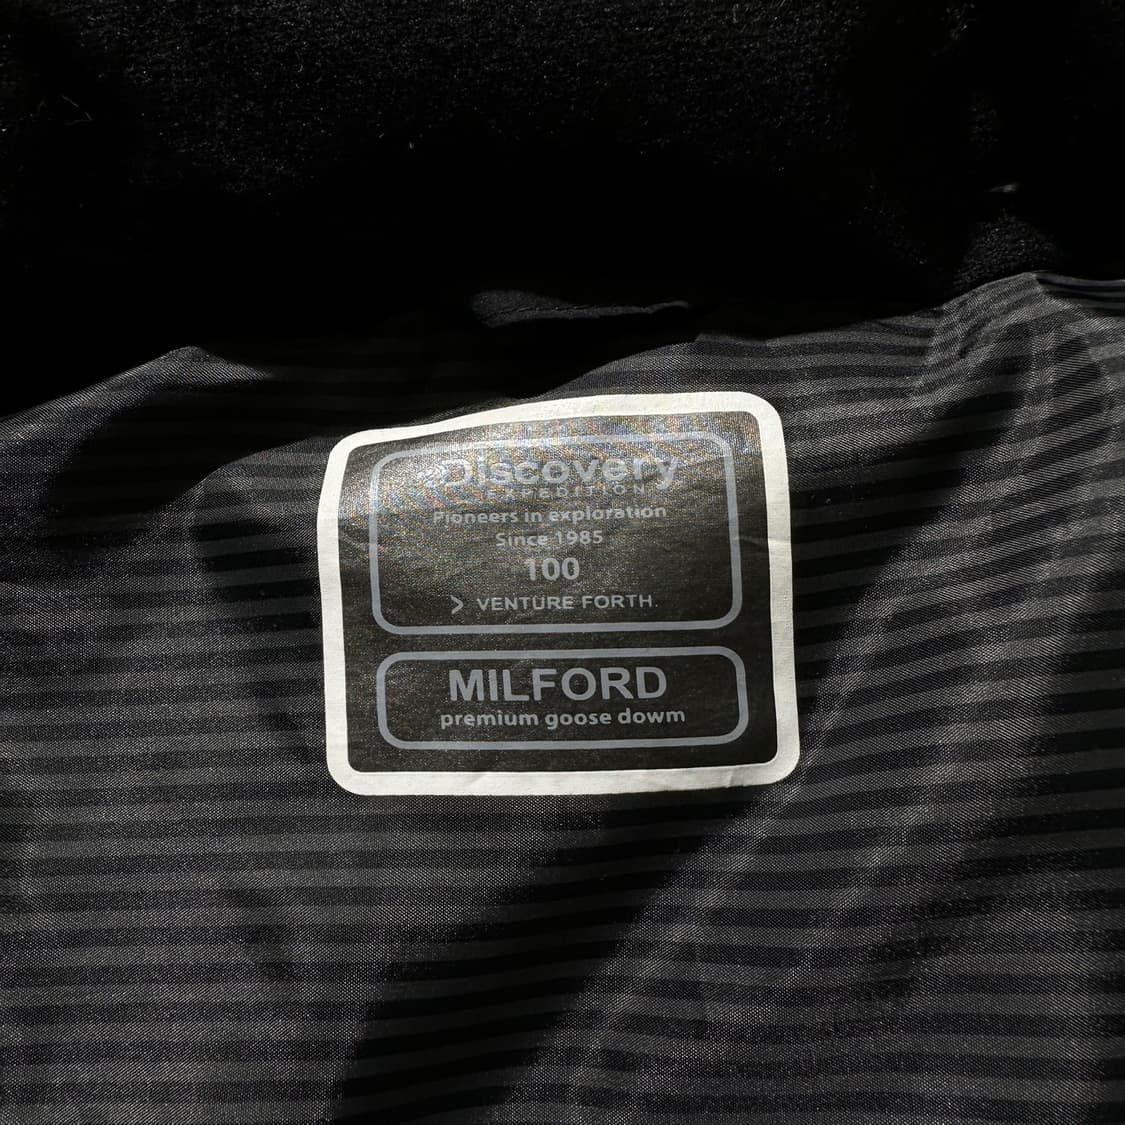 Discovery
EXPEDITION
Pioneers in exploration
Since 1985
100
> VENTURE FORTH.
MILFORD
premium goose dowm